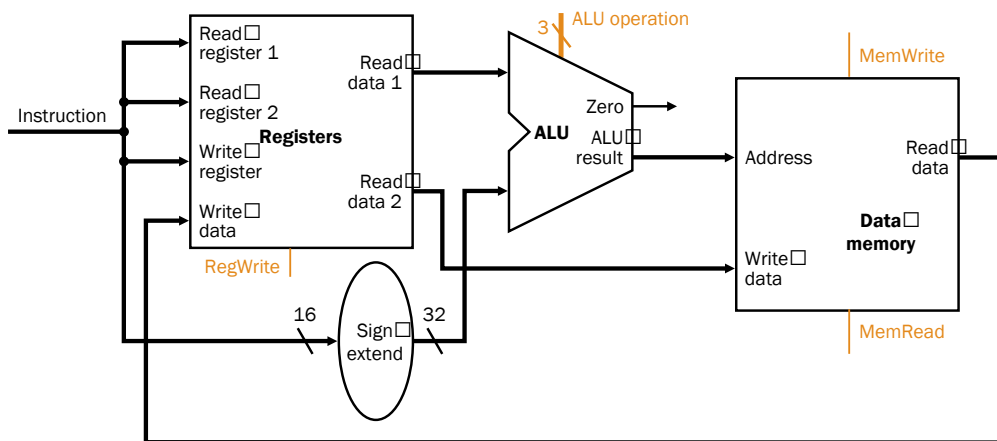 3
ALU operation
Read
register 1
Read
data 1
MemWrite
Read
register 2
Instruction
Registers
Zero
ALU
ALU
result
Write
register
Address
Read
data
Read
data 2
Write
data
Data
memory
RegWrite
Write
data
16
32
Sign
extend
MemRead